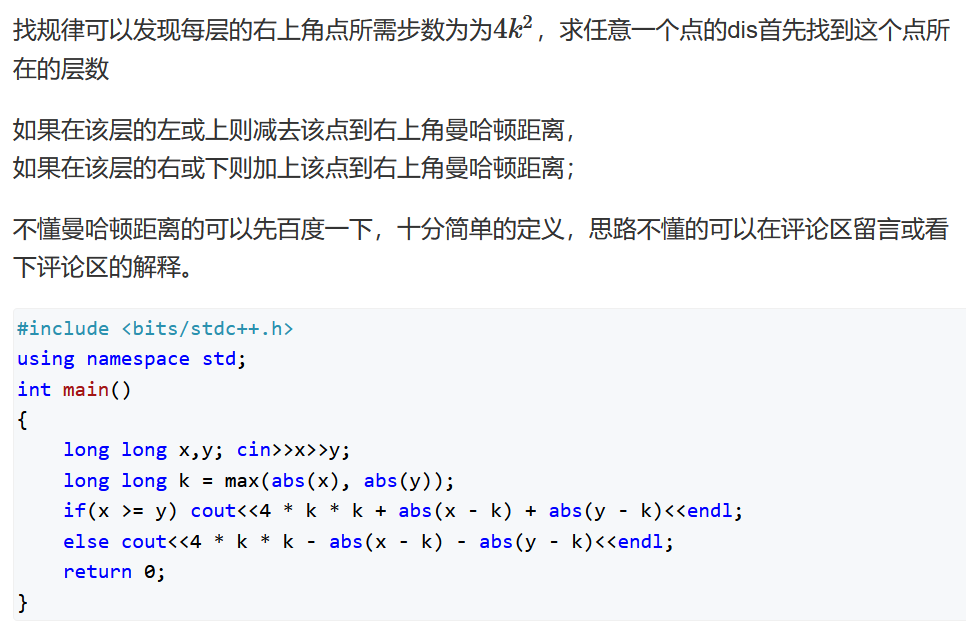 找规律可以发现每层的右上角点所需步数为为4k²，求任意一个点的dis首先找到这个点所
在的层数
如果在该层的左或上则减去该点到右上角曼哈顿距离，
如果在该层的右或下则加上该点到右上角曼哈顿距离；
不懂曼哈顿距离的可以先百度一下，十分简单的定义，思路不懂的可以在评论区留言或看
下评论区的解释。
#include <bits/stdc++.h>
using namespace std;
int main()
{
    long long x,y; cin>>x>>y;
    long long k = max(abs(x), abs(y));
    if(x >= y) cout<<4 * k * k + abs(x - k) + abs(y - k)<<endl;
    else cout<<4 * k * k - abs(x - k) - abs(y - k)<<endl;
    return 0;
}